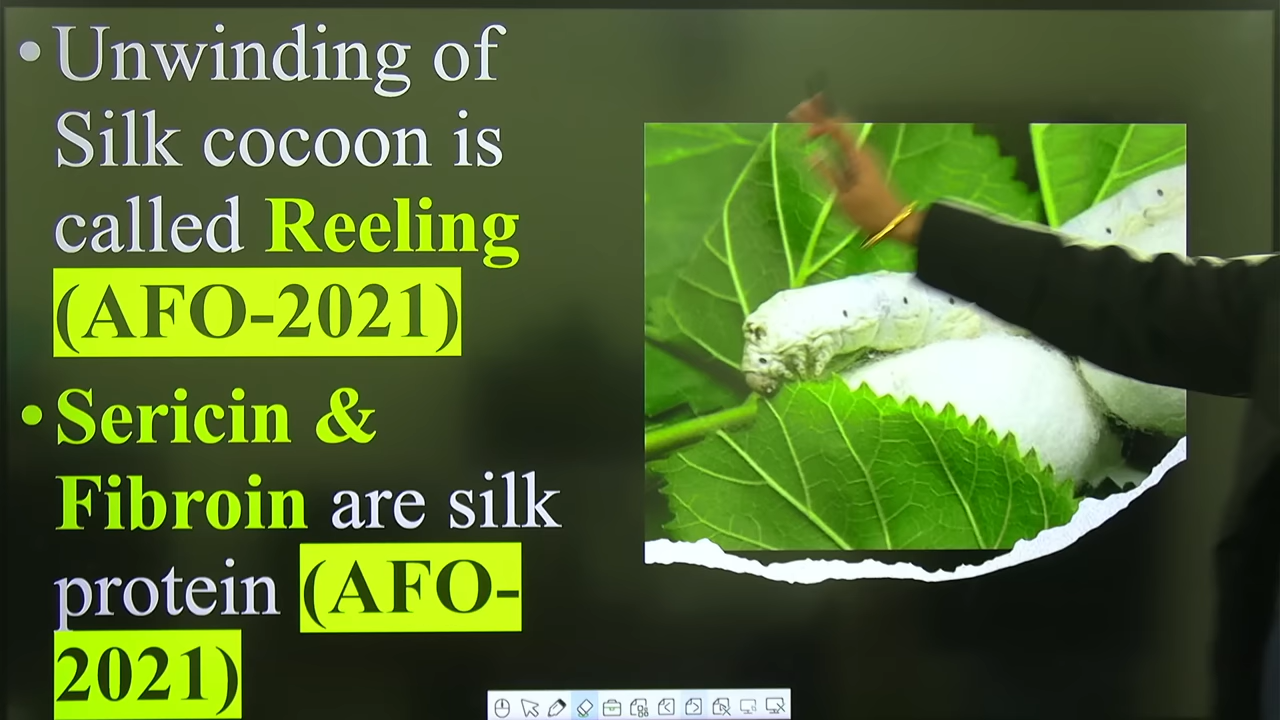 • Unwinding of
Silk cocoon is
called Reeling
(AFO-2021)
• Sericin &
Fibroin are silk
protein (AFO-
2021)